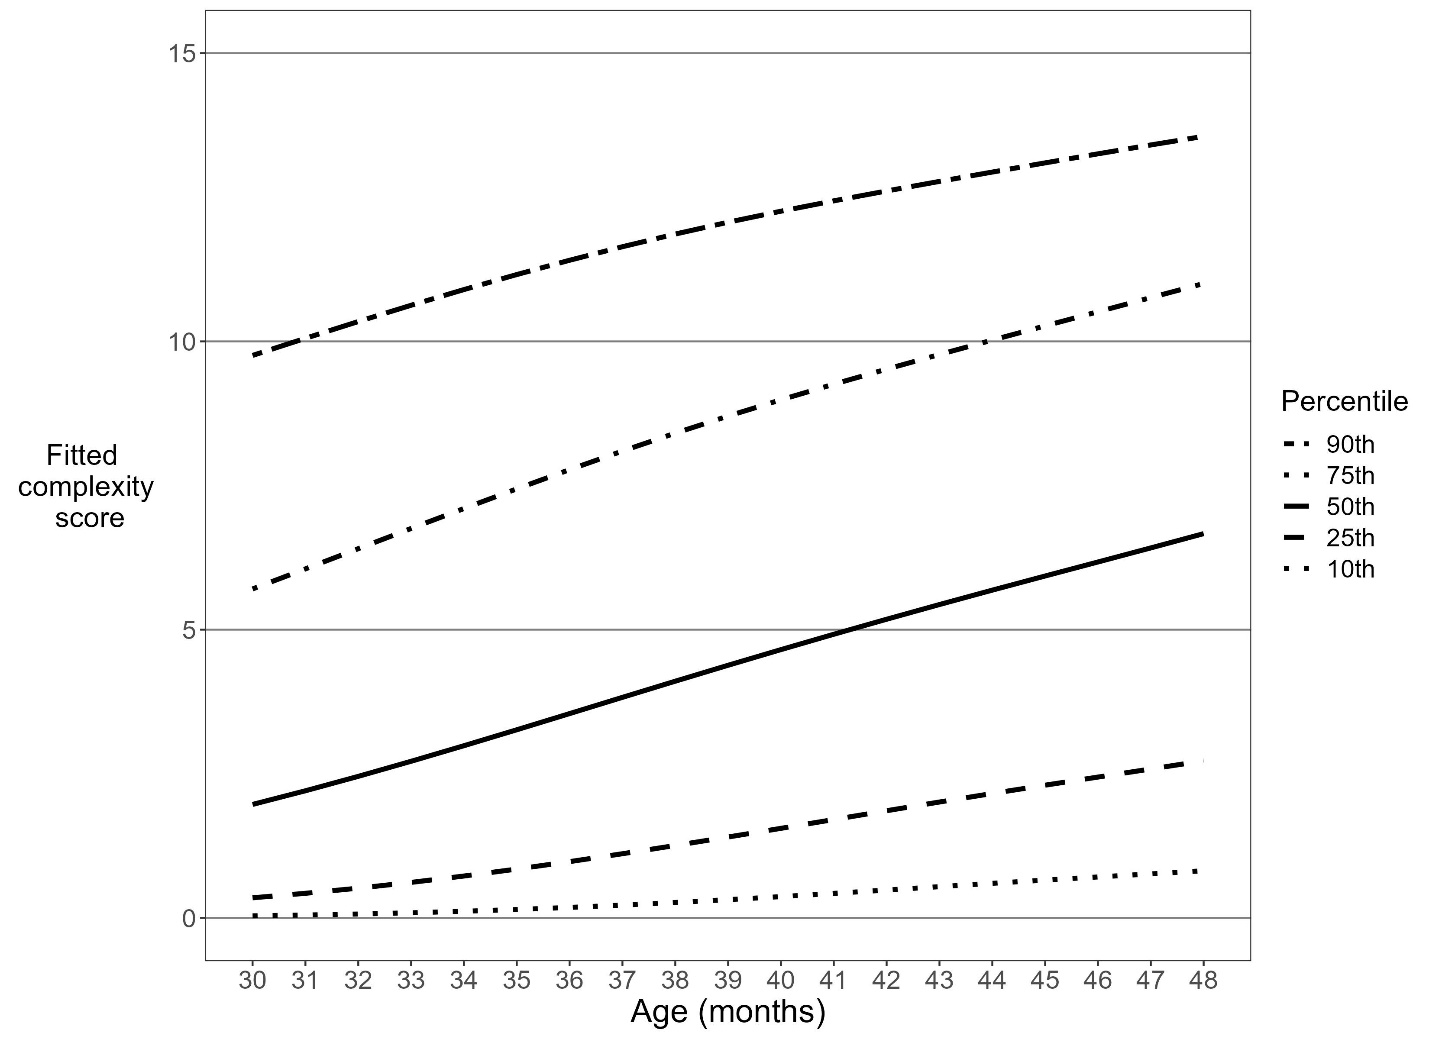 15
10
5
0
Fitted
complexity
score
30 31 32 33 34 35 36 37 38 39 40 41 42 43 44 45 46 47 48
Age (months)
Percentile
90th
75th
50th
25th
10th